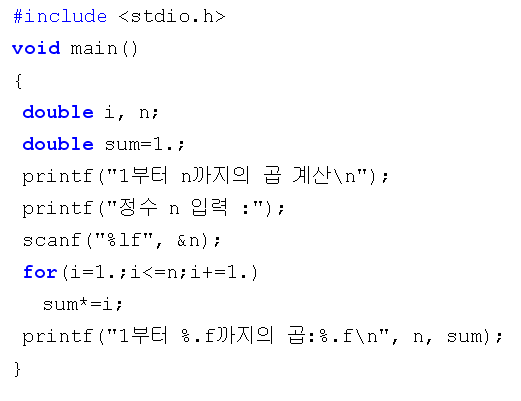 #include <stdio.h>
void main()
{
double i, n;
double sum=1.;
printf("1부터 n까지의 곱 계산\n");
printf("정수 n 입력 :");
scanf("%lf", &n);
for(i=1.;i<=n;i+=1.)
sum*=i;
printf("1부터 %.f까지의 곱:%.f\n", n, sum);
}